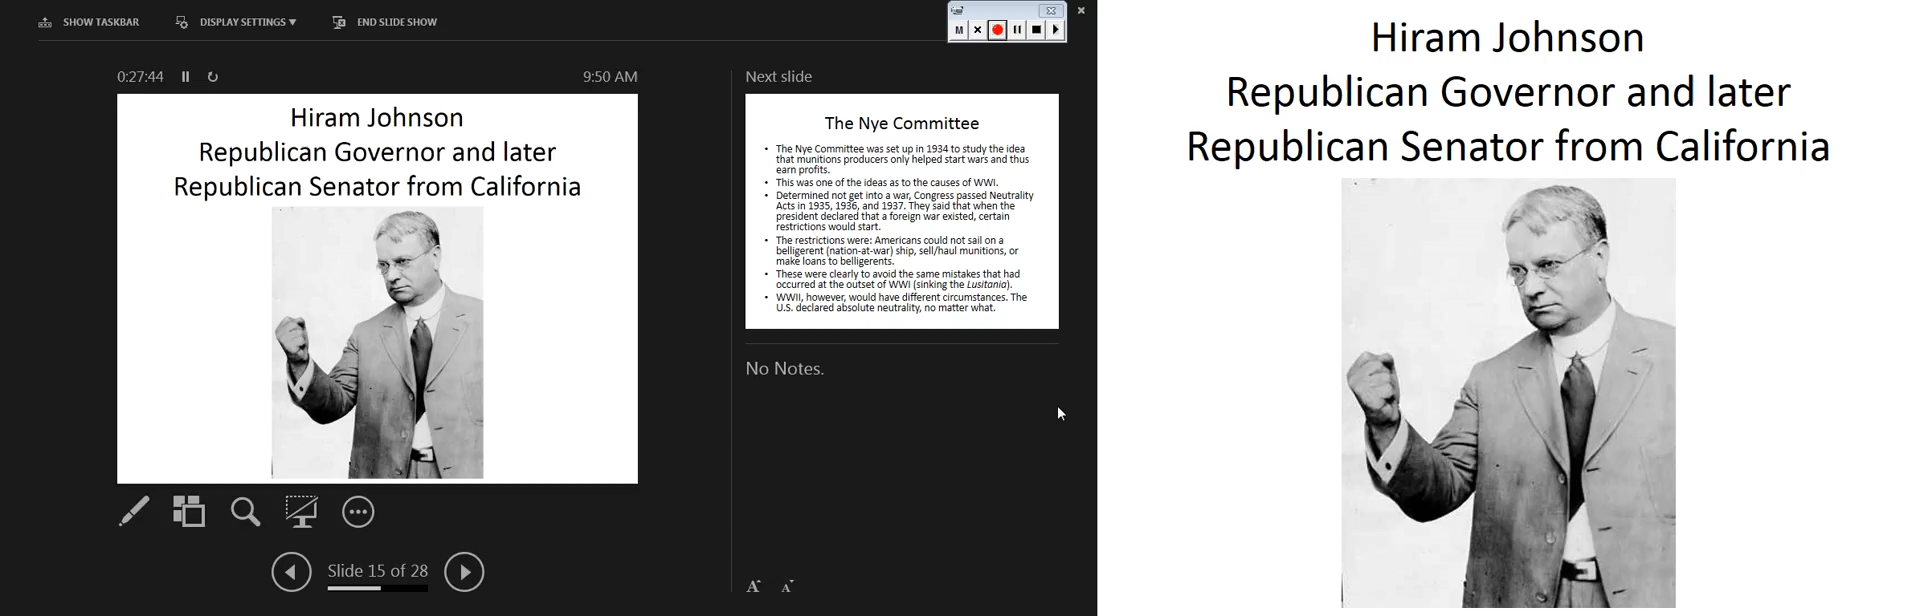 SHOW TASKBAR
DISPLAY SETTINGS ▼
END SLIDE SHOW
M
0:27:44
9:50 AM
Hiram Johnson
Republican Governor and later
Republican Senator from California
Slide 15 of 28
Next slide
The Nye Committee
• The Nye Committee was set up in 1934 to study the idea
that munitions producers only helped start wars and thus
earn profits.
• This was one of the ideas as to the causes of WWI.
• Determined not get into a war, Congress passed Neutrality
Acts in 1935, 1936, and 1937. They said that when the
president declared that a foreign war existed, certain
restrictions would start.
• The restrictions were: Americans could not sail on a
belligerent (nation-at-war) ship, sell/haul munitions, or
make loans to belligerents.
• These were clearly to avoid the same mistakes that had
occurred at the outset of WWI (sinking the Lusitania).
• WWII, however, would have different circumstances. The
U.S. declared absolute neutrality, no matter what.
No Notes.
A A
Hiram Johnson
Republican Governor and later
Republican Senator from California